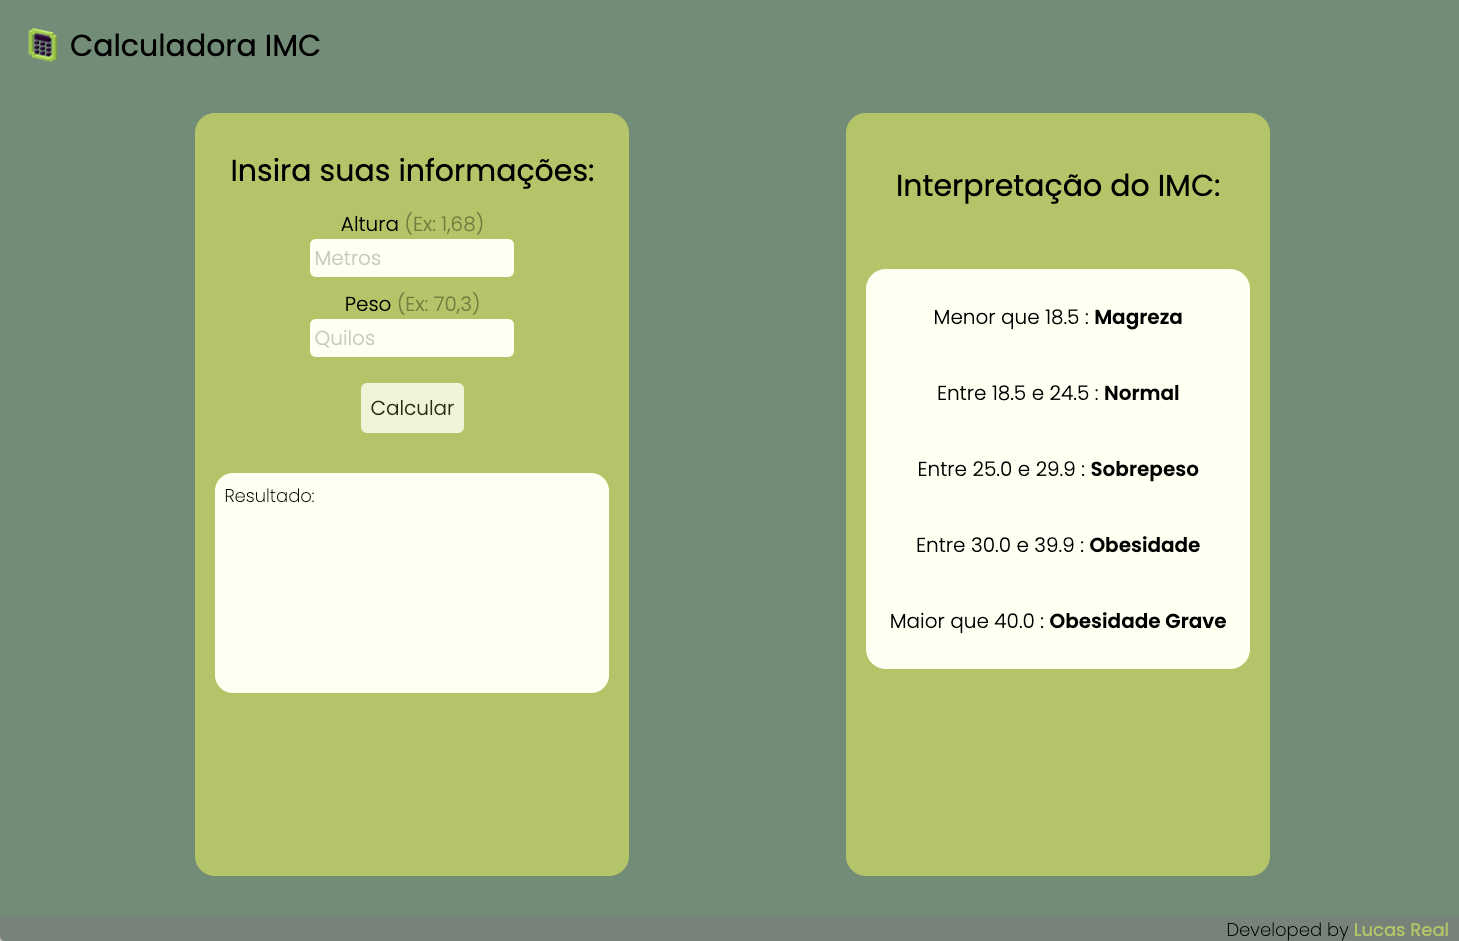 Calculadora IMC
Insira suas informações:
Altura (Ex: 1,68)
Metros
Peso (Ex: 70,3)
Quilos
Calcular
Resultado:
Interpretação do IMC:
Menor que 18.5 : Magreza
Entre 18.5 e 24.5 : Normal
Entre 25.0 e 29.9 : Sobrepeso
Entre 30.0 e 39.9 : Obesidade
Maior que 40.0 : Obesidade Grave
Developed by Lucas Real